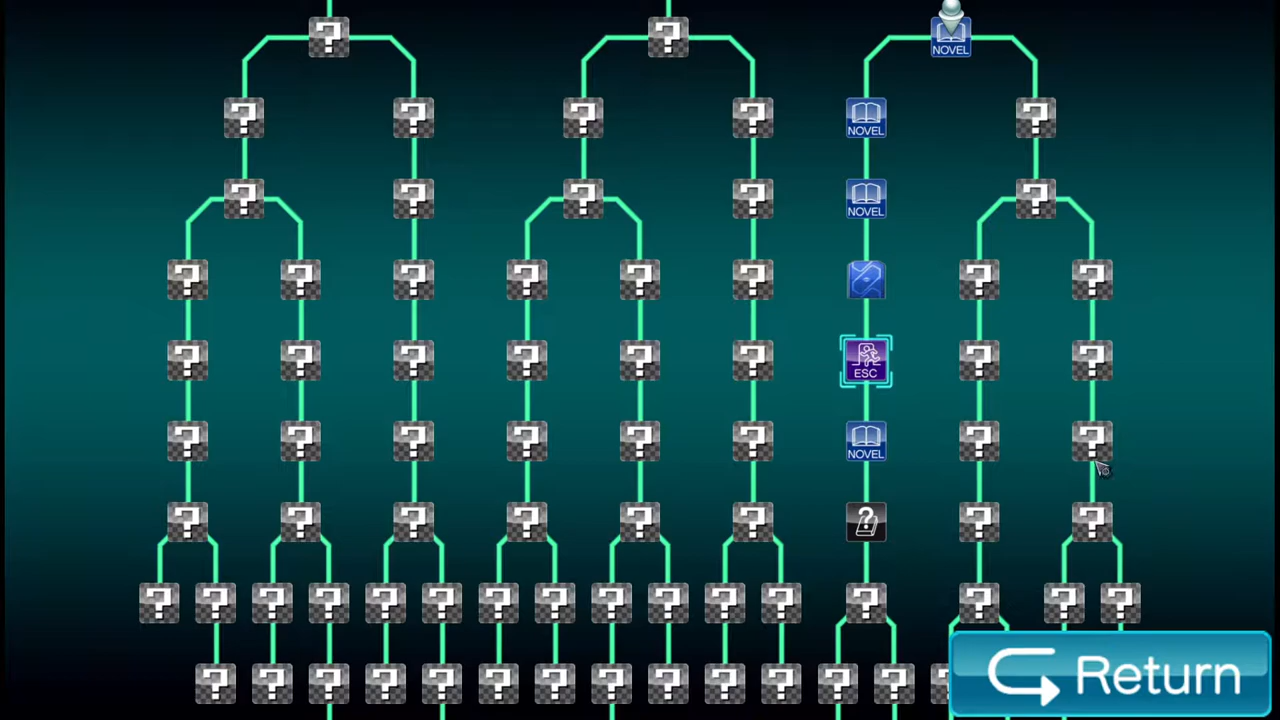 ? ? NOVEL
? ? ? ? NOVEL ?
? ? ? ? NOVEL ?
? ? ? ? ? ? ? ?
? ? ? ? ? ? ESC ? ?
? ? ? ? ? ? NOVEL ? ?
? ? ? ? ? ? ? ? ?
? ? ? ? ? ? ? ? ? ? ? ? ? ? ? ?
? ? ? ? ? ? ? ? ? ? ? ? ? ?
Return